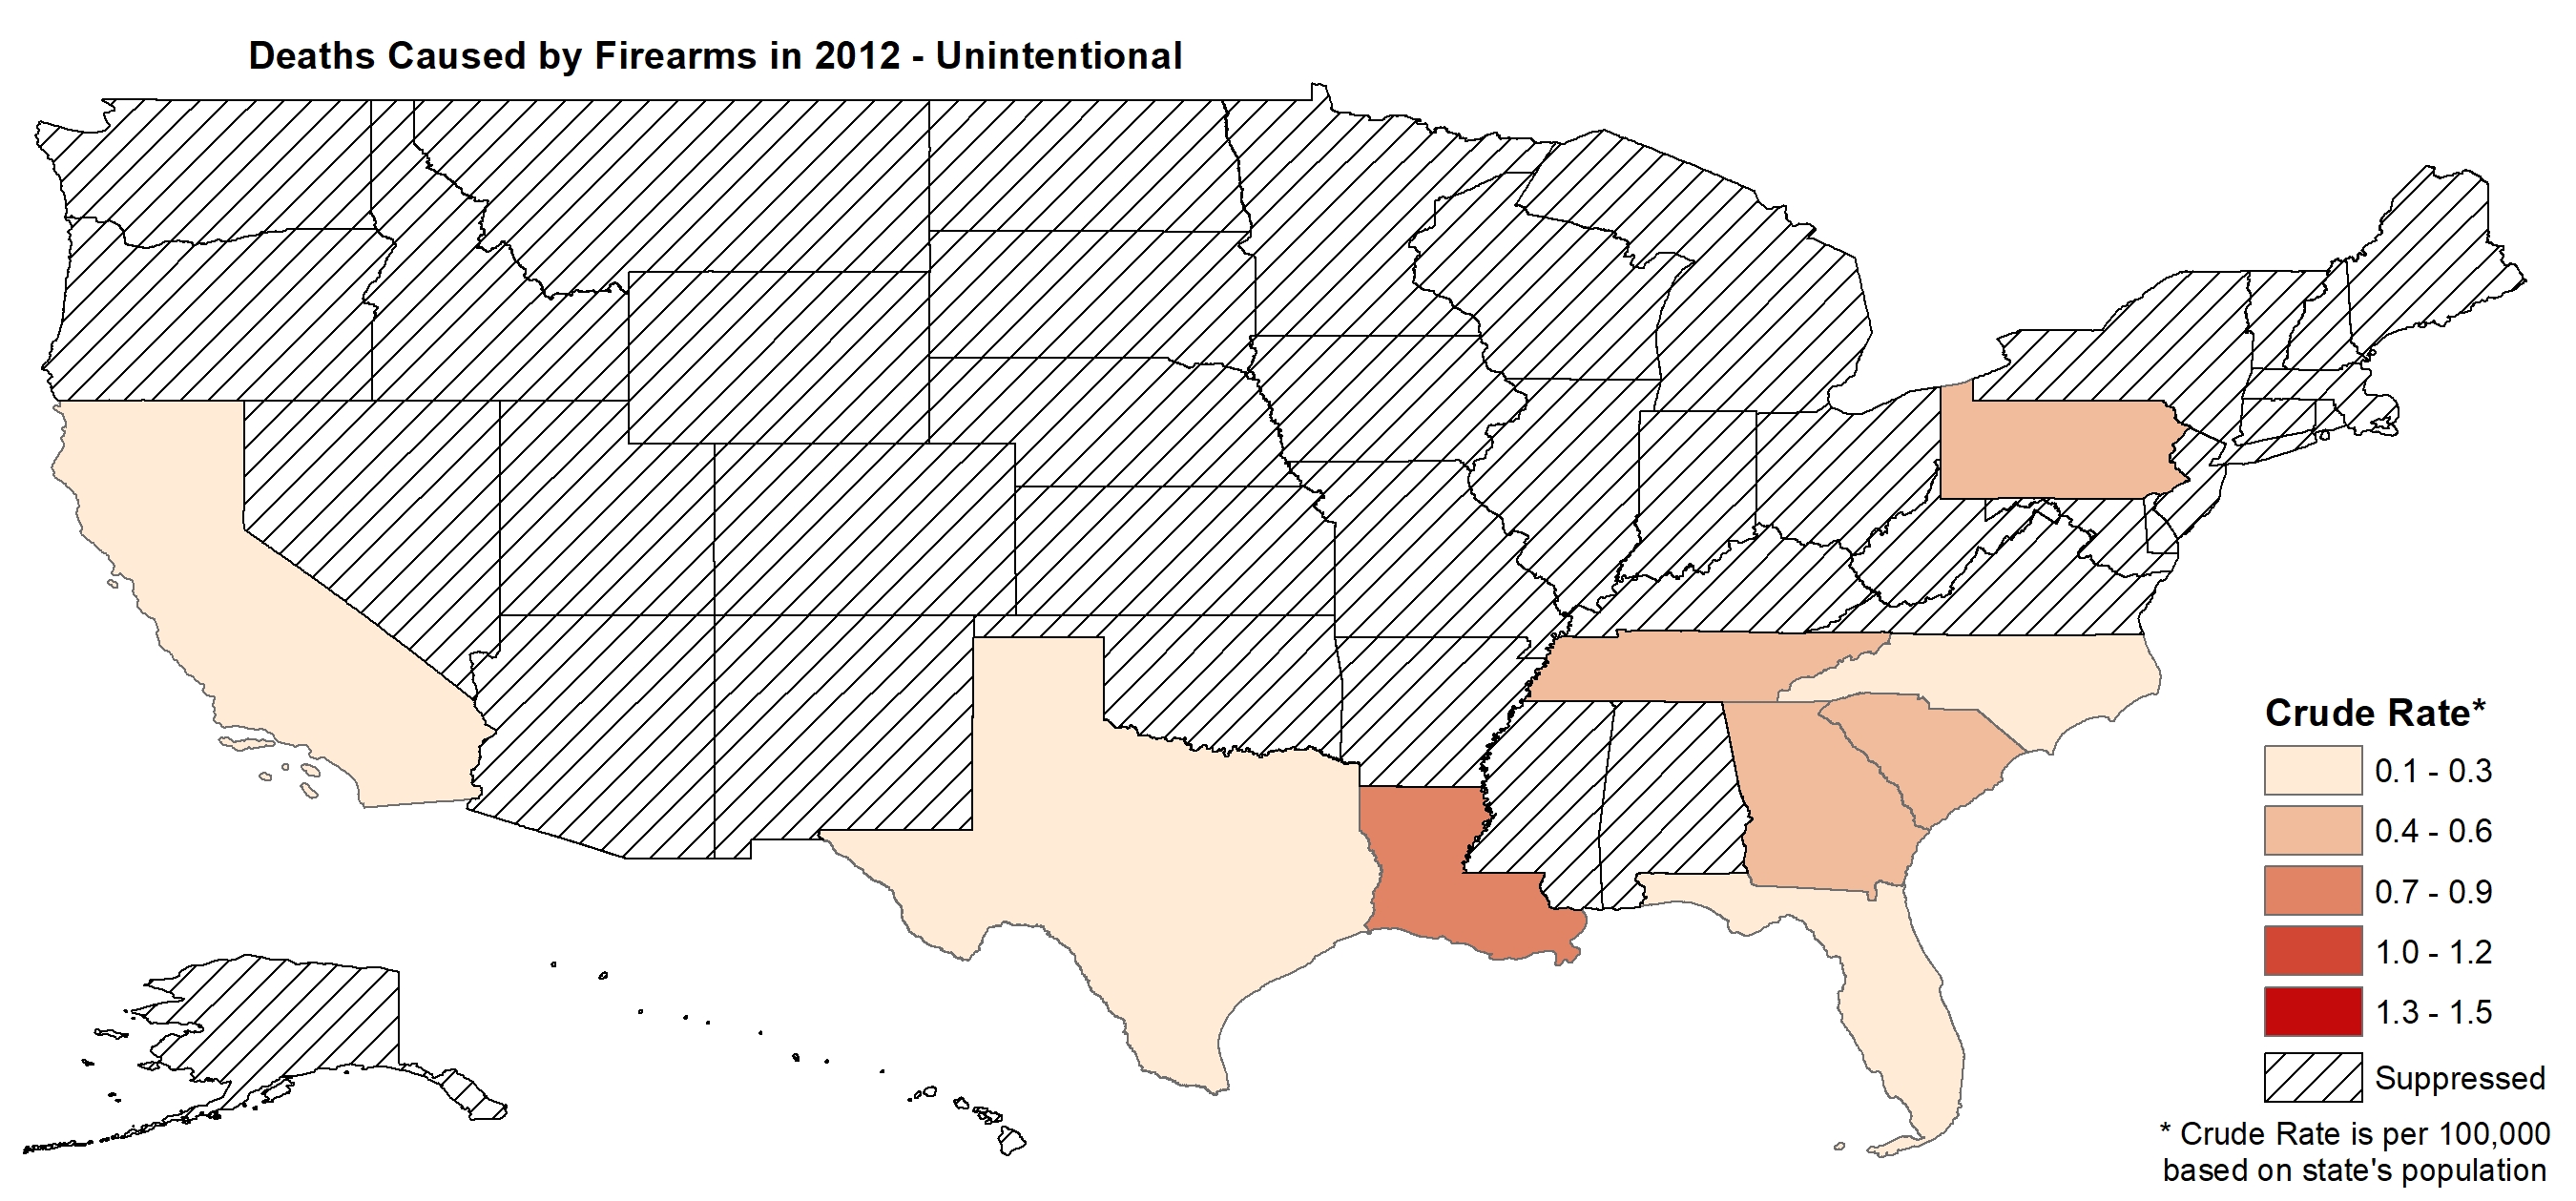 Deaths Caused by Firearms in 2012 - Unintentional
Crude Rate*
0.1 - 0.3
0.4 - 0.6
0.7 - 0.9
1.0 - 1.2
1.3 - 1.5
Suppressed
* Crude Rate is per 100,000
based on state's population